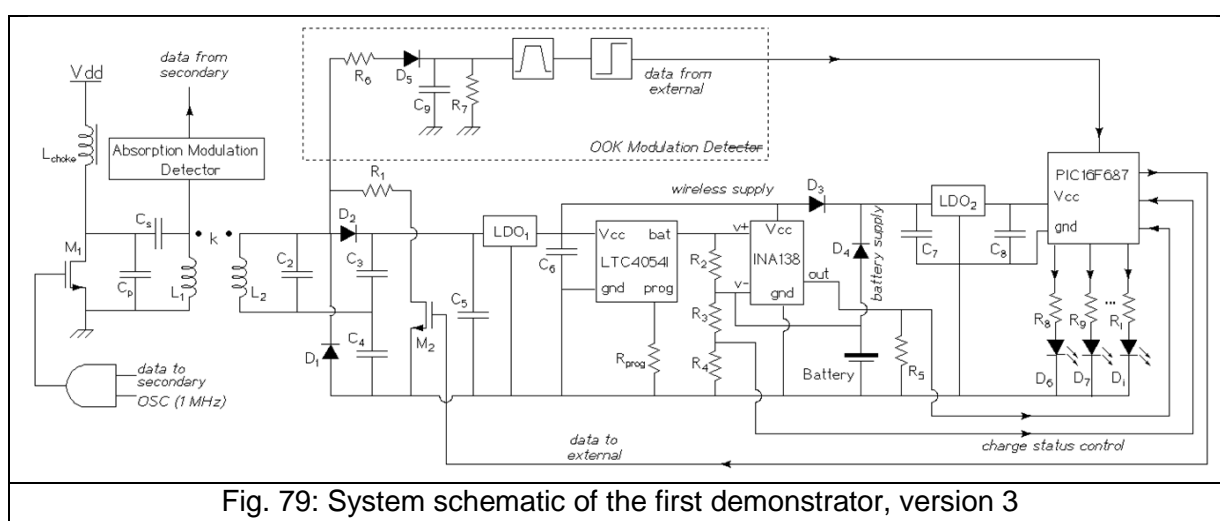 data from
secondary
Vdd
L choke
Absorption Modulation
Detector
M1
Cs
Cp
L1
k
L2
C2
data to
secondary
OSC (1 MHz)
R6
D5
C9
R7
data from
external
OOK Modulation Detector
R1
D2
C3
C4
D1
M2
C5
LDO1
C6
wireless supply
Vcc
bat
LTC4054I
gnd
prog
Rprog
R2
R3
R4
v+
v-
Vcc
INA138
gnd
out
D3
D4
battery supply
Battery
R5
C7
LDO2
C8
PIC16F687
Vcc
gnd
R8
R9
...
Ri
D6
D7
Di
data to
external
charge status control
Fig. 79: System schematic of the first demonstrator, version 3